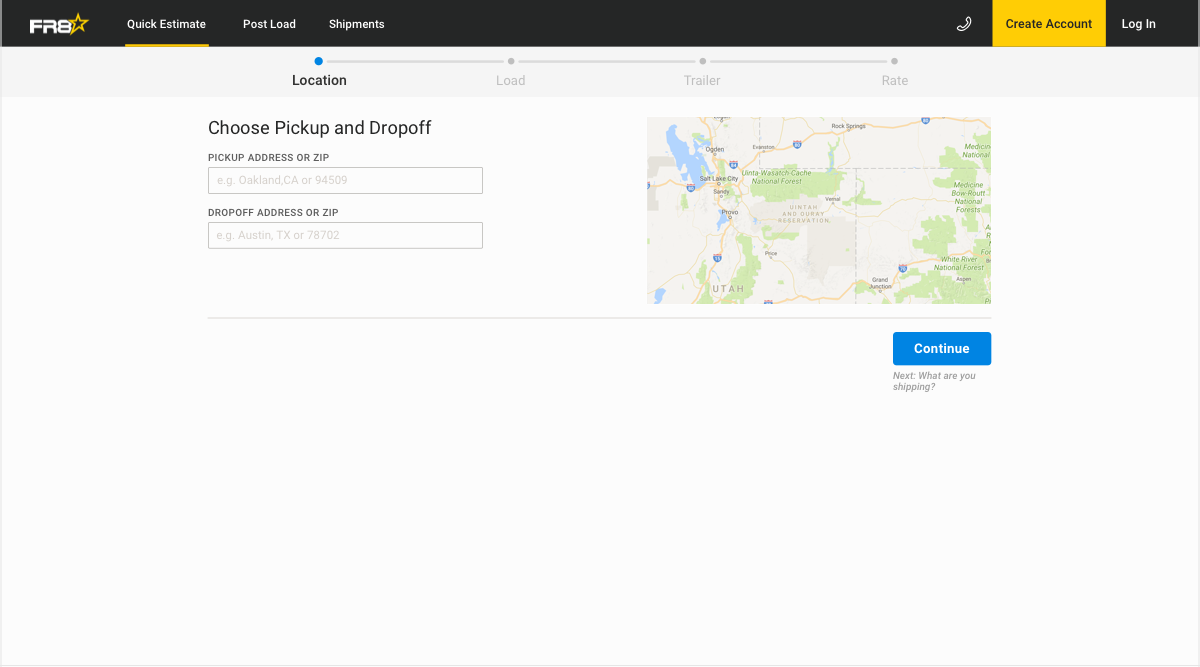 FR8
Quick Estimate
Post Load
Shipments
Create Account
Log In
Location
Load
Trailer
Rate
Choose Pickup and Dropoff
PICKUP ADDRESS OR ZIP
e.g. Oakland,CA or 94509
DROPOFF ADDRESS OR ZIP
e.g. Austin, TX or 78702
Rock Springs
Ogden
Evanston
Medicine
National
Salt Lake City
Sandy
Uinta-Wasatch-Cache
National Forest
Vernal
Medicine
Bow-Routt
National
Forests
Provo
UINTAH
AND OURAY
RESERVATION
Price
White River
National Forest
Grand
Junction
Aspen
UTAH
Continue
Next: What are you
shipping?